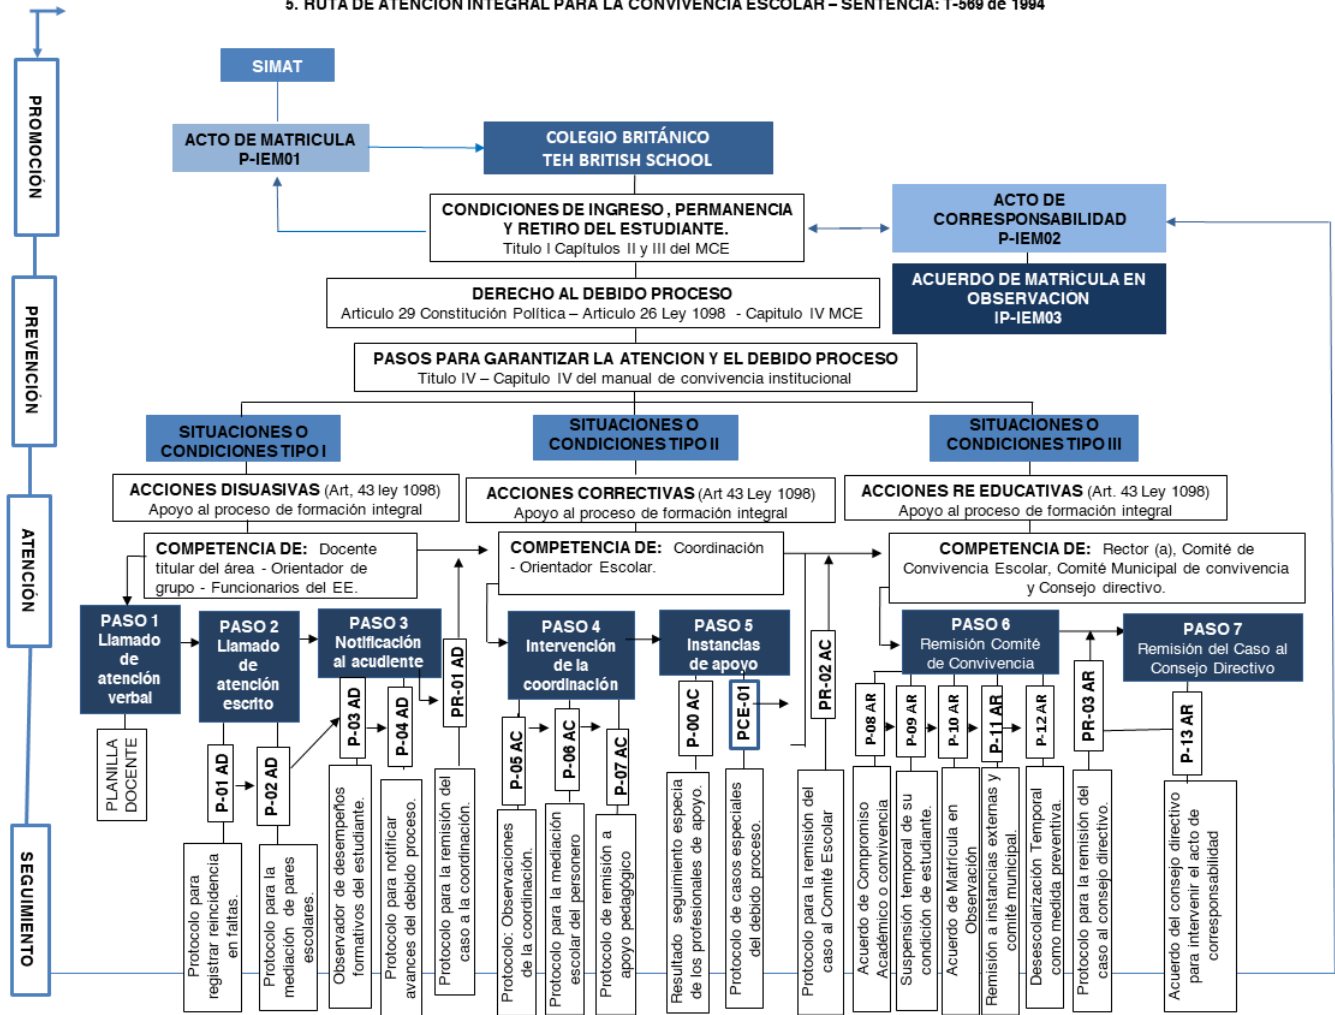 5. RUTA DE ATENCION INTEGRAL PARA LA CONVIVENCIA ESCOLAR – SENTENCIA: T-569 de 1994
PROMOCIÓN
PREVENCIÓN
ATENCIÓN
SEGUIMIENTO
SIMAT
ACTO DE MATRICULA
P-IEM01
COLEGIO BRITÁNICO
TEH BRITISH SCHOOL
CONDICIONES DE INGRESO , PERMANENCIA
Y RETIRO DEL ESTUDIANTE.
Titulo I Capítulos II y III del MCE
ACTO DE
CORRESPONSABILIDAD
P-IEM02
ACUERDO DE MATRÍCULA EN
OBSERVACIÓN
IP-IEM03
DERECHO AL DEBIDO PROCESO
Articulo 29 Constitución Política – Articulo 26 Ley 1098 - Capitulo IV MCE
PASOS PARA GARANTIZAR LA ATENCION Y EL DEBIDO PROCESO
Titulo IV – Capitulo IV del manual de convivencia institucional
SITUACIONES O
CONDICIONES TIPO I
SITUACIONES O
CONDICIONES TIPO II
SITUACIONES O
CONDICIONES TIPO III
ACCIONES DISUASIVAS (Art, 43 ley 1098)
Apoyo al proceso de formación integral
ACCIONES CORRECTIVAS (Art 43 Ley 1098)
Apoyo al proceso de formación integral
ACCIONES RE EDUCATIVAS (Art. 43 Ley 1098)
Apoyo al proceso de formación integral
COMPETENCIA DE: Docente
titular del área - Orientador de
grupo - Funcionarios del EE.
COMPETENCIA DE: Coordinación
- Orientador Escolar.
COMPETENCIA DE: Rector (a), Comité de
Convivencia Escolar, Comité Municipal de convivencia
y Consejo directivo.
PASO 1
Llamado
de
atención
verbal
PASO 2
Llamado
de
atención
escrito
PASO 3
Notificación
al acudiente
PASO 4
Intervención
de la
coordinación
PASO 5
Instancias
de apoyo
PASO 6
Remisión Comité
de Convivencia
PASO 7
Remisión del Caso al
Consejo Directivo
PLANILLA
DOCENTE
P-01 AD
P-02 AD
P-03 AD
P-04 AD
PR-01 AD
P-05 AC
P-06 AC
P-07 AC
P-00 AC
PCE-01
PR-02 AC
P-08 AR
P-09 AR
P-10 AR
P-11 AR
P-12 AR
PR-03 AR
P-13 AR
Protocolo para
registrar reincidencia
en faltas.
Protocolo para la
mediación de pares
escolares.
Observador de desempeños
formativos del estudiante.
Protocolo para notificar
avances del debido proceso.
Protocolo para la remisión del
caso a la coordinación.
Protocolo: Observaciones
de la coordinación.
Protocolo para la mediación
escolar del personero
Protocolo de remisión a
apoyo pedagógico
Resultado seguimiento especia
de los profesionales de apoyo.
Protocolo de casos especiales
del debido proceso.
Protocolo para la remisión del
caso al Comité Escolar
Acuerdo de Compromiso
Académico o convivencia
Suspensión temporal de su
condición de estudiante.
Acuerdo de Matrícula en
Observación
Remisión a instancias externas y
comité municipal.
Desescolarización Temporal
como medida preventiva.
Protocolo para la remisión del
caso al consejo directivo.
Acuerdo del consejo directivo
para intervenir el acto de
corresponsabilidad